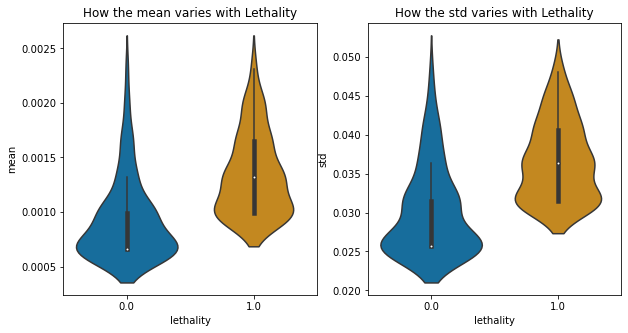 How the mean varies with Lethality
mean
0.0025
0.0020
0.0015
0.0010
0.0005
0.0
1.0
lethality
How the std varies with Lethality
std
0.050
0.045
0.040
0.035
0.030
0.025
0.020
0.0
1.0
lethality